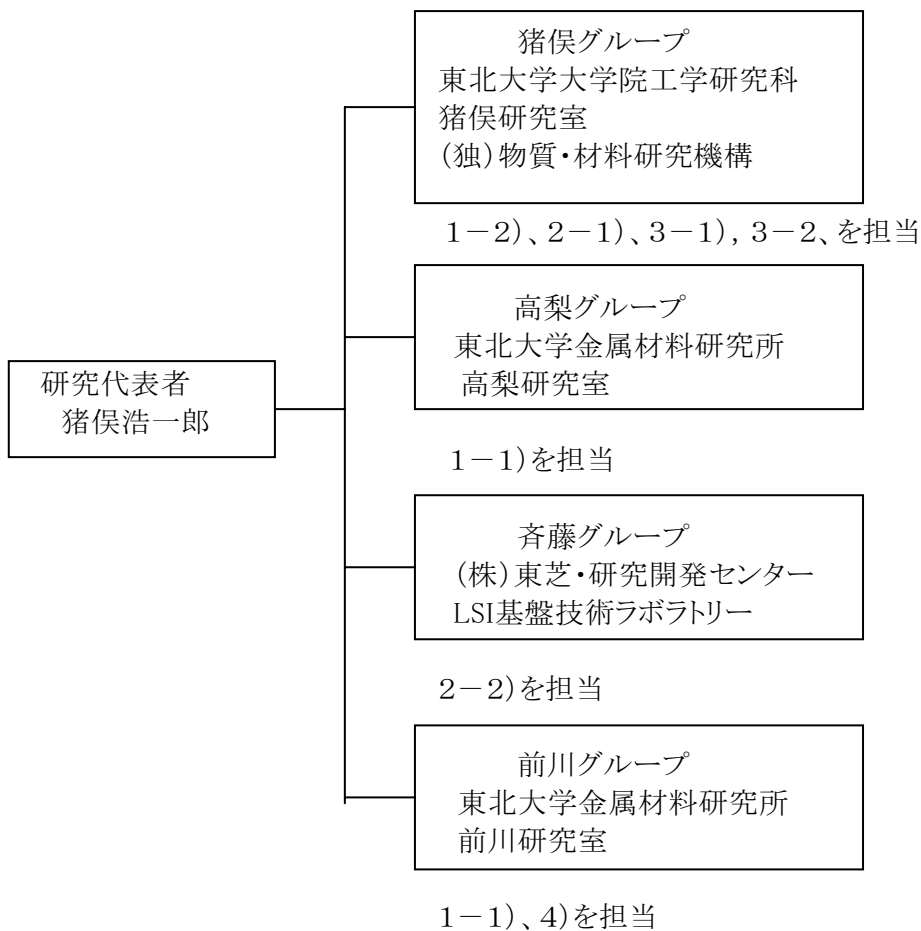 猪俣グループ
東北大学大学院工学研究科
猪俣研究室
(独)物質・材料研究機構
1－2)、2－1)、3－1), 3－2、を担当
高梨グループ
東北大学金属材料研究所
高梨研究室
研究代表者
猪俣浩一郎
1－1)を担当
斉藤グループ
(株)東芝・研究開発センター
LSI基盤技術ラボラトリー
2－2)を担当
前川グループ
東北大学金属材料研究所
前川研究室
1－1)、4)を担当